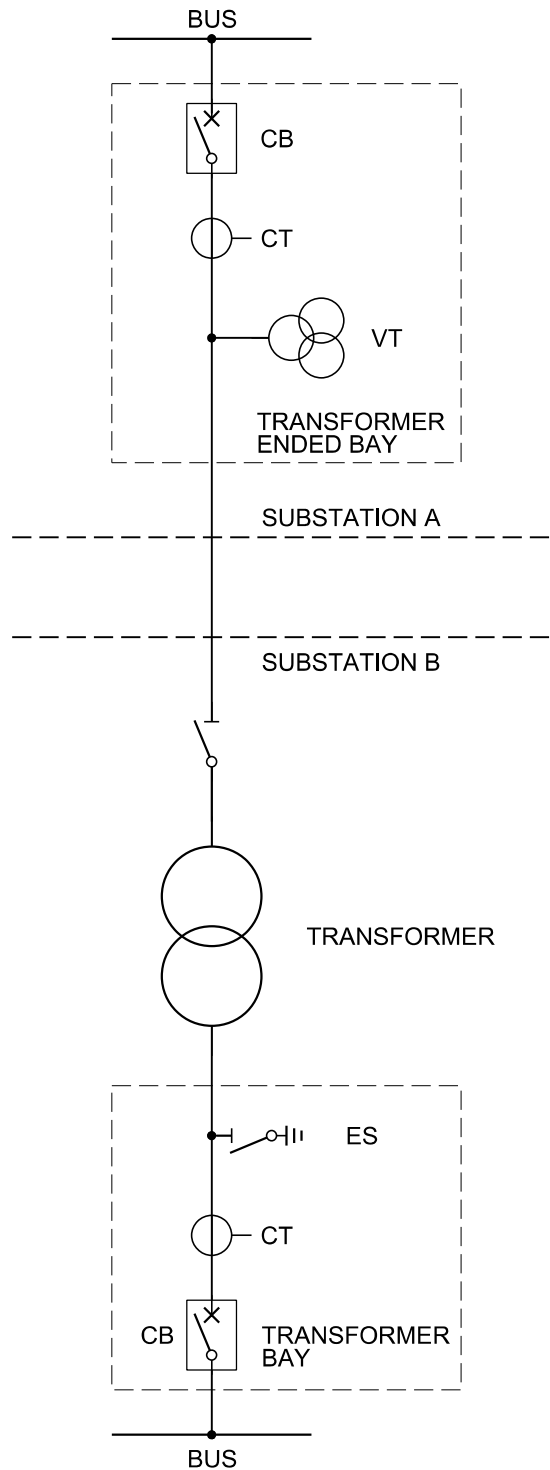 BUS
CB
CT
VT
TRANSFORMER
ENDED BAY
SUBSTATION A
SUBSTATION B
TRANSFORMER
ES
CT
CB
TRANSFORMER
BAY
BUS